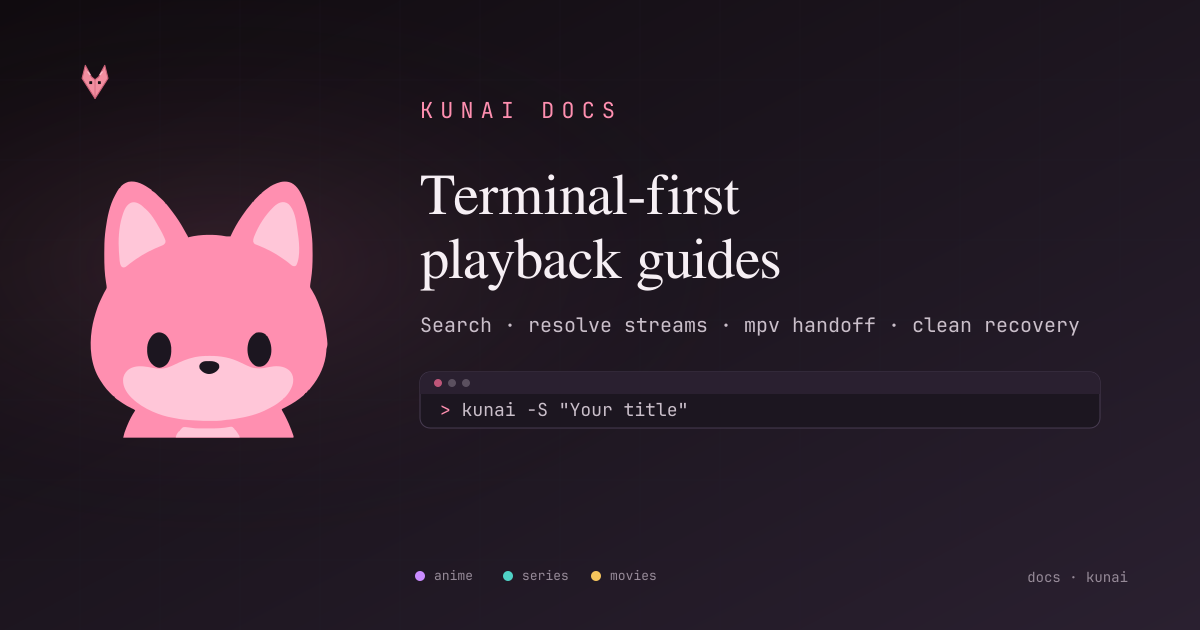 KUNAI DOCS
Terminal-first
playback guides
Search · resolve streams · mpv handoff · clean recovery
> kunai -S "Your title"
anime series movies
docs · kunai